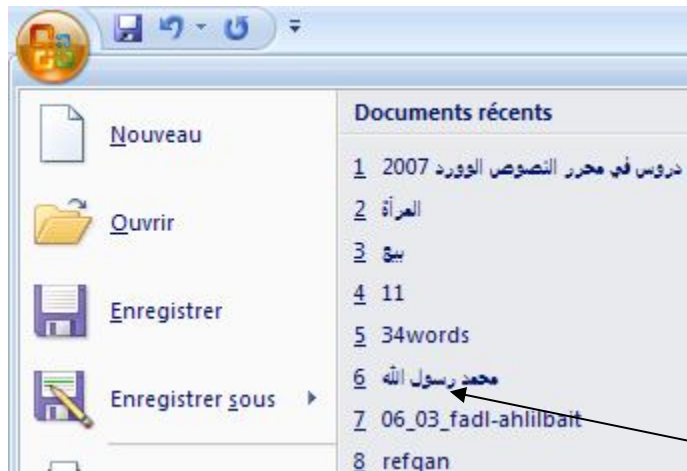 Nouveau
Ouvrir
Enregistrer
Enregistrer sous
Documents récents
1 دروس في محرر النصوص الوورد 2007
2 المرأة
3 بيع
4 11
5 34words
6 محمد رسول الله
7 06_03_fadl-ahlilbait
8 refqan